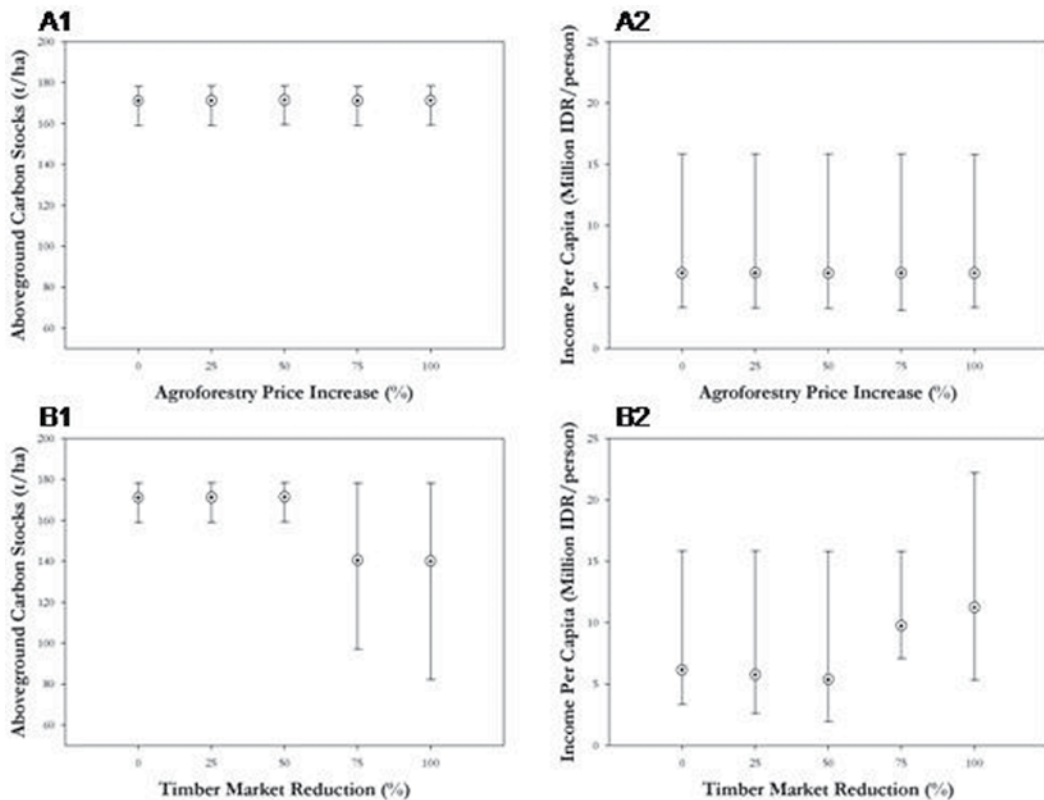 A1
Aboveground Carbon Stocks (t/ha)
200
180
160
140
120
100
80
60
0 25 50 75 100
Agroforestry Price Increase (%)
A2
Income Per Capita (Million IDR/person)
25
20
15
10
5
0
0 25 50 75 100
Agroforestry Price Increase (%)
B1
Aboveground Carbon Stocks (t/ha)
200
180
160
140
120
100
80
60
0 25 50 75 100
Timber Market Reduction (%)
B2
Income Per Capita (Million IDR/person)
25
20
15
10
5
0
0 25 50 75 100
Timber Market Reduction (%)